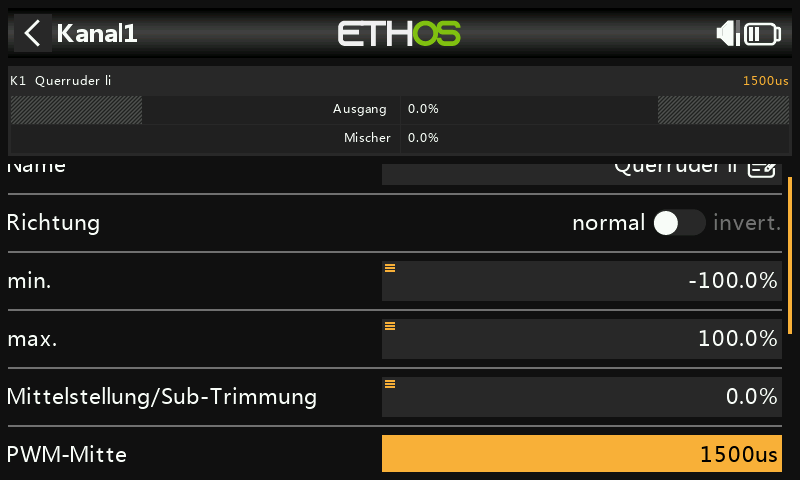 Kanal1 ETHOS
K1 Querruder li 1500us
Ausgang 0.0%
Mischer 0.0%
Name Querruder li
Richtung normal invert.
min. -100.0%
max. 100.0%
Mittelstellung/Sub-Trimmung 0.0%
PWM-Mitte 1500us